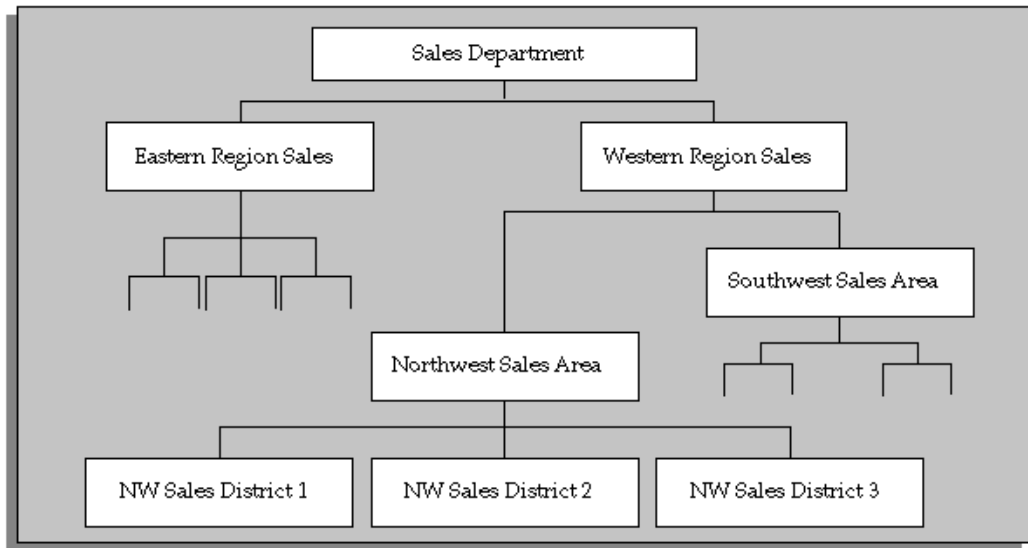 Sales Department
Eastern Region Sales
Western Region Sales
Southwest Sales Area
Northwest Sales Area
NW Sales District 1
NW Sales District 2
NW Sales District 3